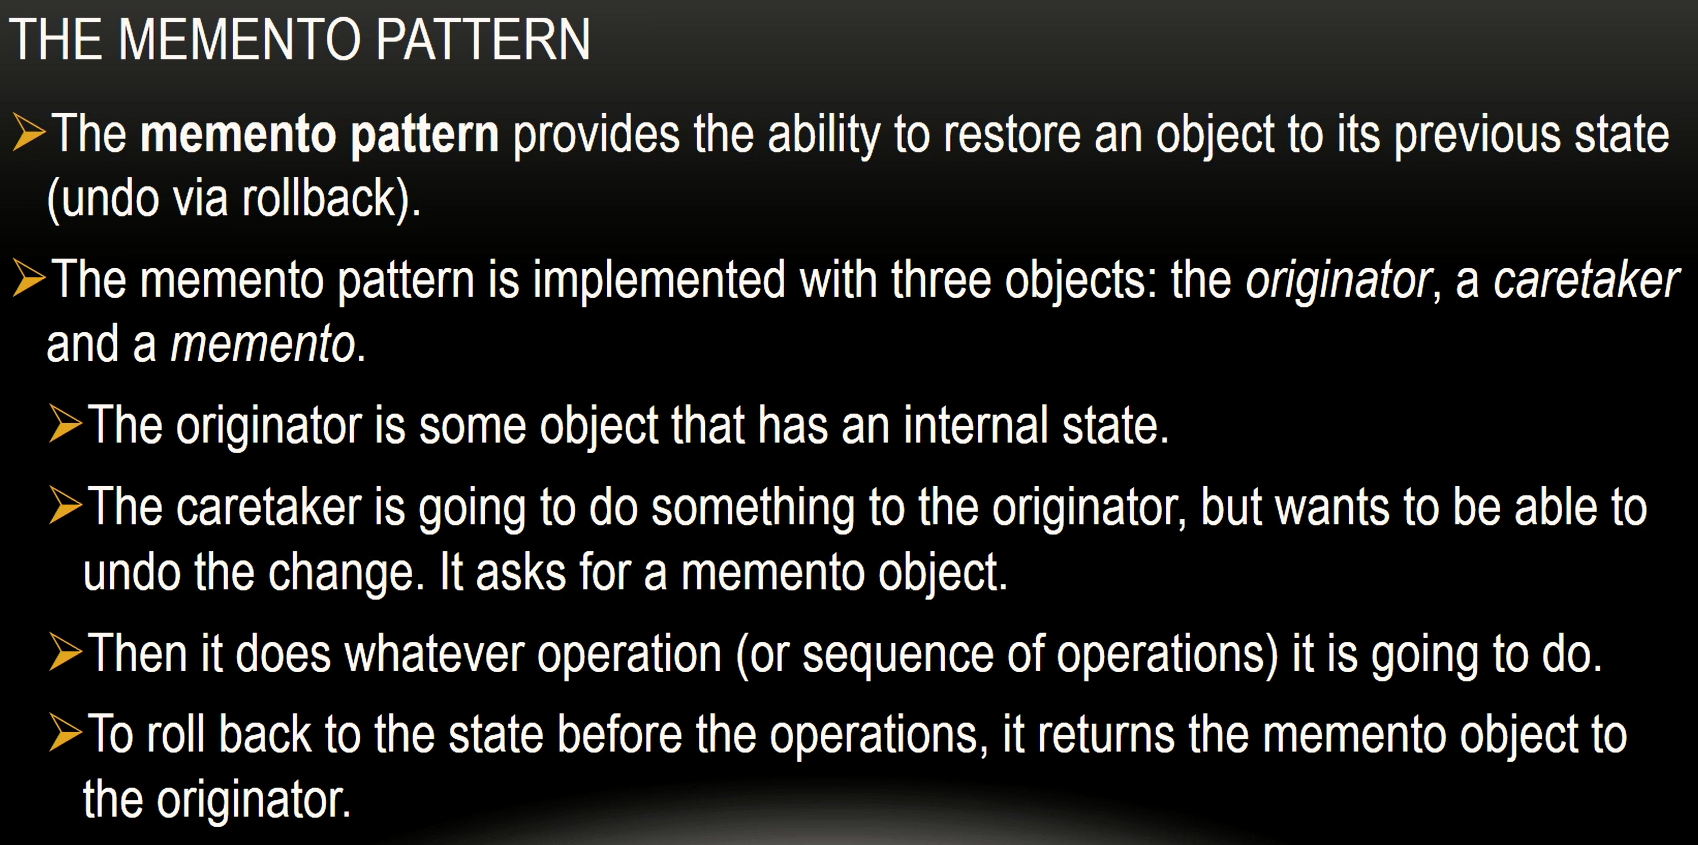 THE MEMENTO PATTERN
The memento pattern provides the ability to restore an object to its previous state
(undo via rollback).
The memento pattern is implemented with three objects: the originator, a caretaker
and a memento.
The originator is some object that has an internal state.
The caretaker is going to do something to the originator, but wants to be able to
undo the change. It asks for a memento object.
Then it does whatever operation (or sequence of operations) it is going to do.
To roll back to the state before the operations, it returns the memento object to
the originator.